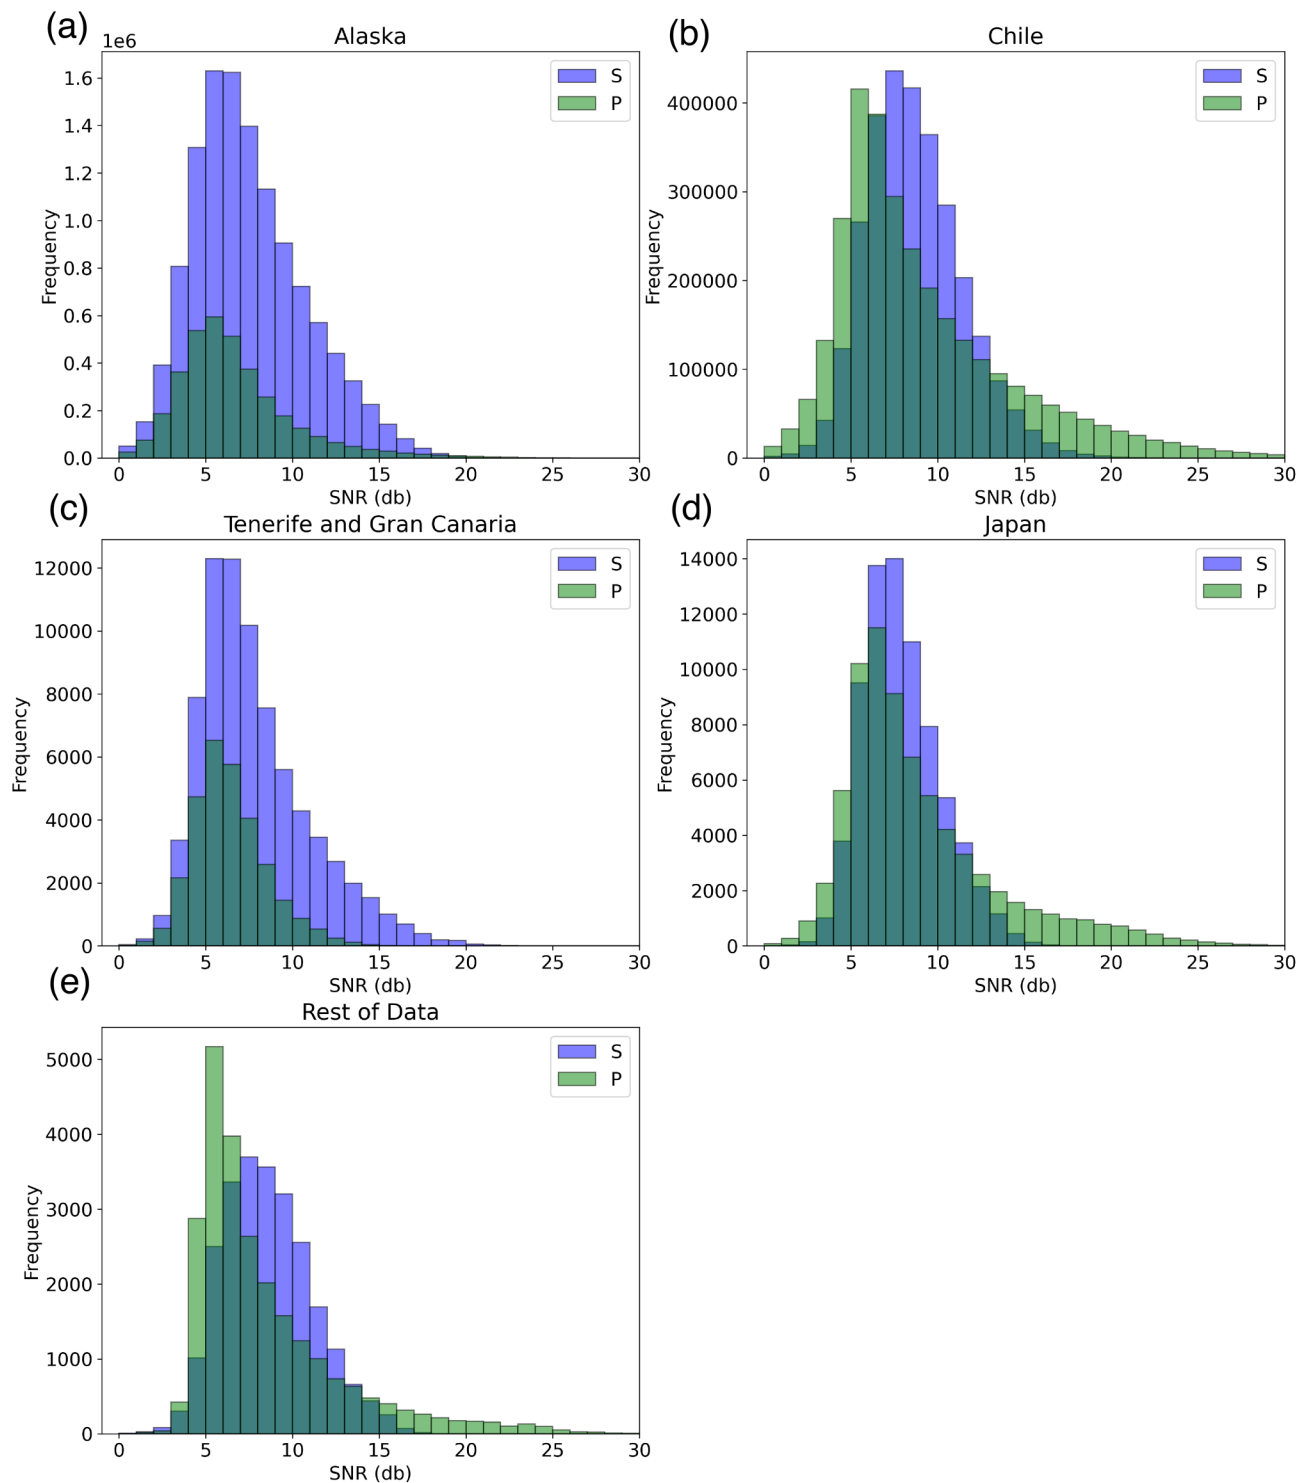 (a)
Alaska
1e6
1.6
1.4
1.2
1.0
0.8
0.6
0.4
0.2
0.0
Frequency
S
P
0 5 10 15 20 25 30
SNR (db)
(b)
Chile
400000
300000
200000
100000
0
Frequency
S
P
0 5 10 15 20 25 30
SNR (db)
(c)
Tenerife and Gran Canaria
12000
10000
8000
6000
4000
2000
0
Frequency
S
P
0 5 10 15 20 25 30
SNR (db)
(d)
Japan
14000
12000
10000
8000
6000
4000
2000
0
Frequency
S
P
0 5 10 15 20 25 30
SNR (db)
(e)
Rest of Data
5000
4000
3000
2000
1000
0
Frequency
S
P
0 5 10 15 20 25 30
SNR (db)